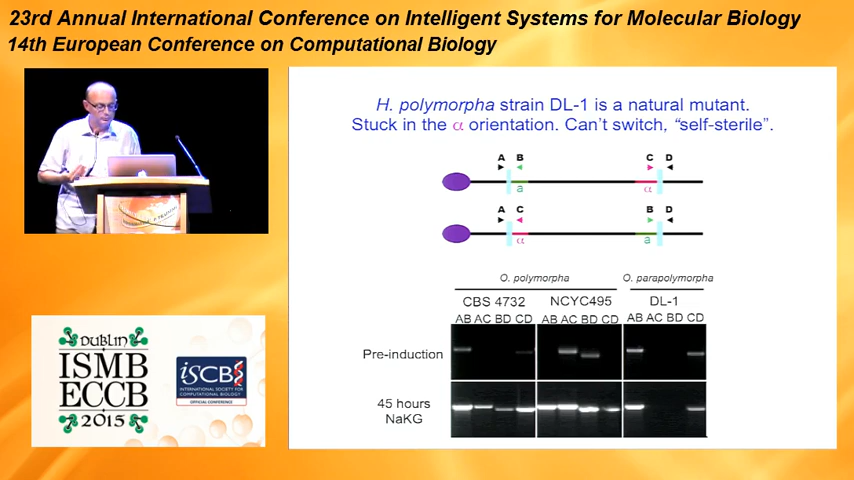 23rd Annual International Conference on Intelligent Systems for Molecular Biology
14th European Conference on Computational Biology
H. polymorpha strain DL-1 is a natural mutant.
Stuck in the α orientation. Can't switch, "self-sterile".
A B C D
a α
A C B D
α a
O. polymorpha O. parapolymorpha
CBS 4732 NCYC495 DL-1
AB AC BD CD AB AC BD CD AB AC BD CD
Pre-induction
45 hours
NaKG
DUBLIN
ISMB
ECCB
2015
ISCB
INTERNATIONAL SOCIETY FOR
COMPUTATIONAL BIOLOGY
OFFICIAL CONFERENCE